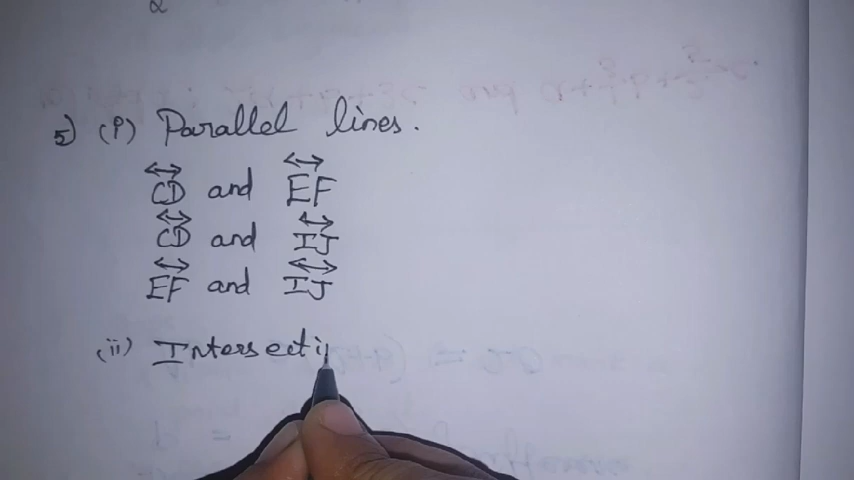 5) (i) Parallel lines.
CD and EF
CD and IJ
EF and IJ
(ii) Intersecti